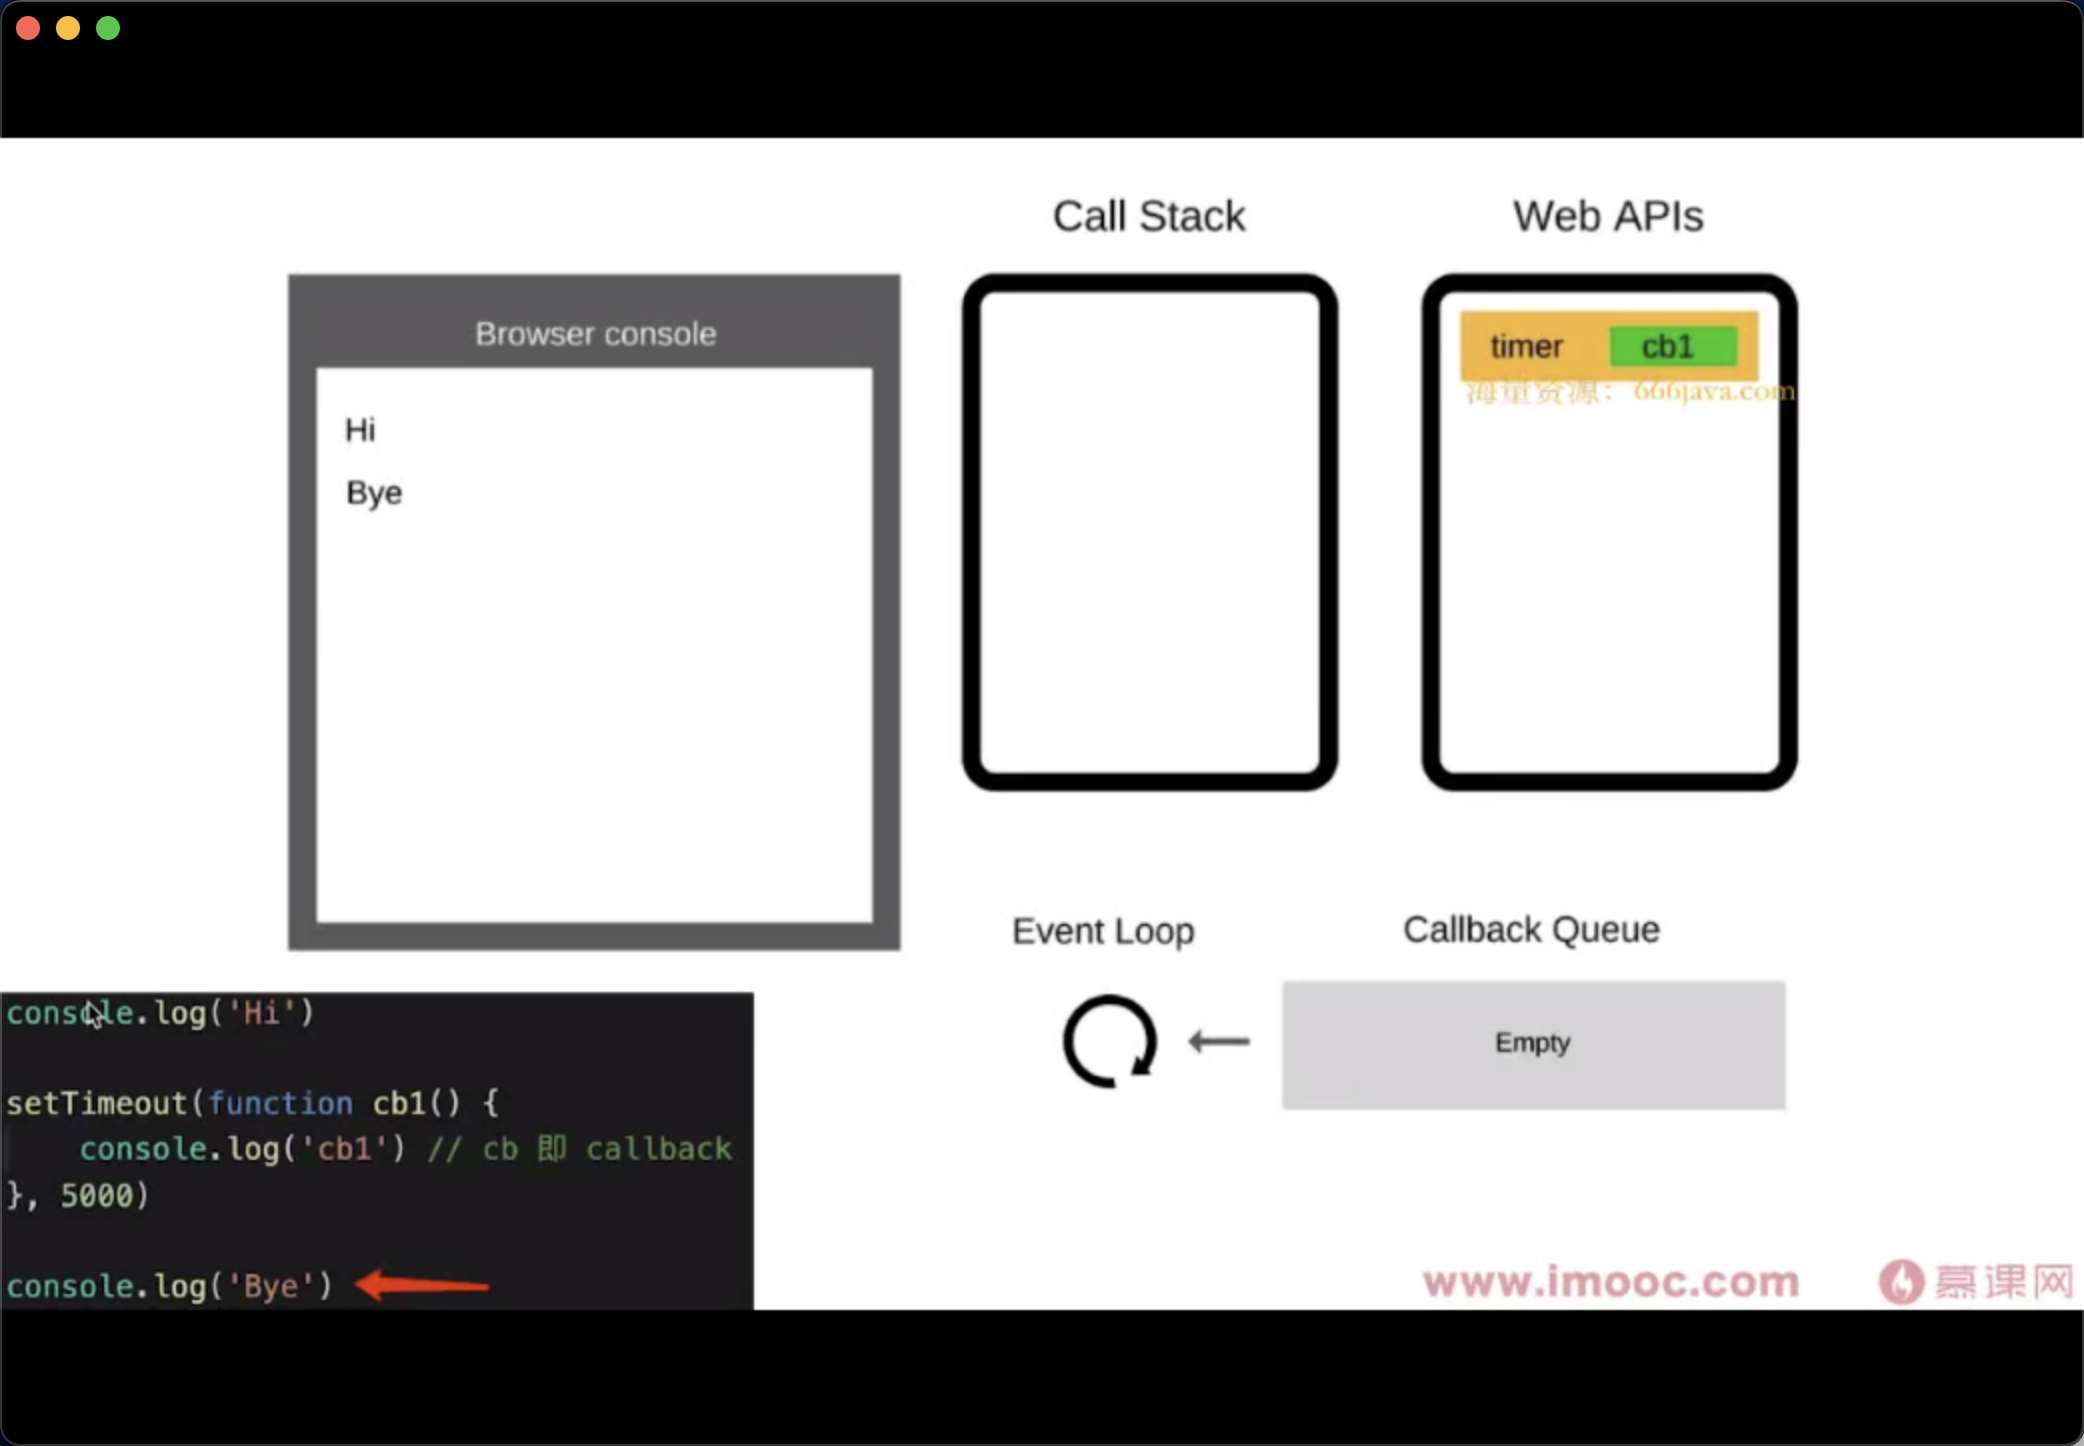 Call Stack
Web APIs
Browser console
Hi
Bye
timer
cb1
海量资源：666java.com
Event Loop
Callback Queue
Empty
console.log('Hi')
setTimeout(function cb1() {
    console.log('cb1') // cb 即 callback
}, 5000)
console.log('Bye')
www.imooc.com
慕课网